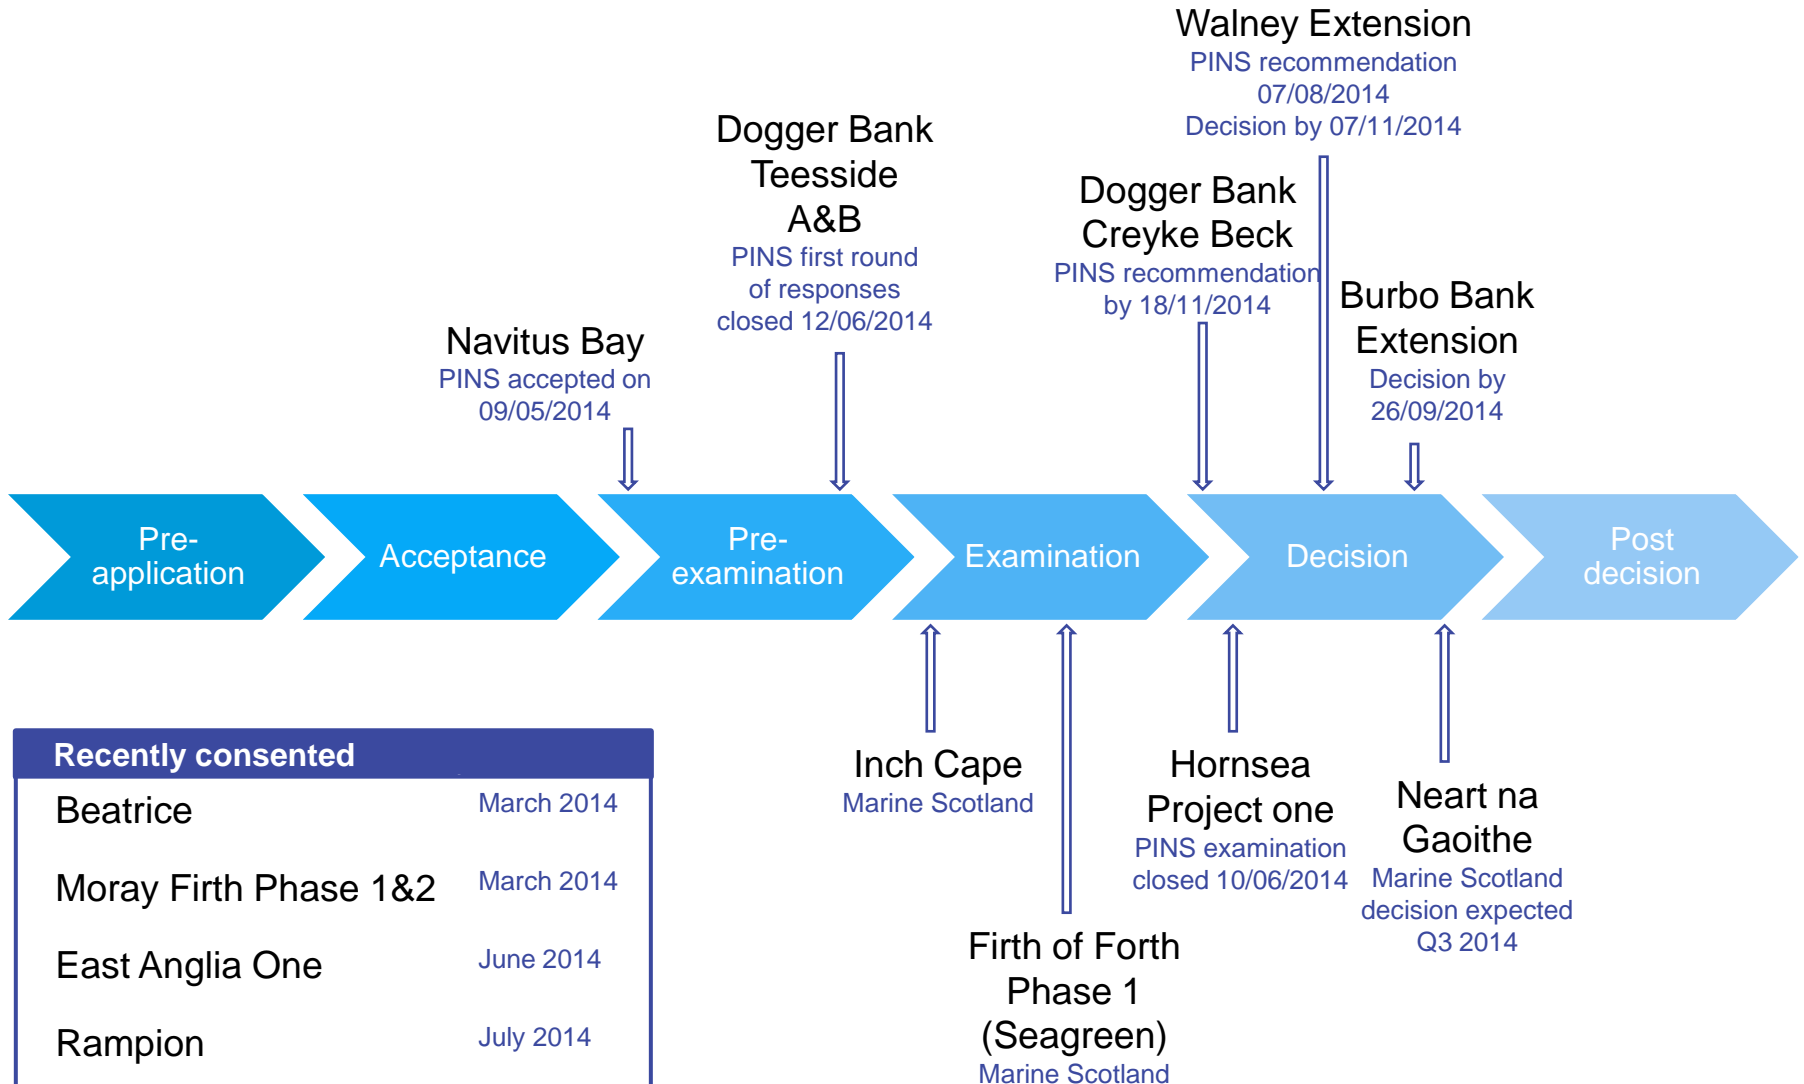 Walney Extension
PINS recommendation
07/08/2014
Decision by 07/11/2014
Dogger Bank
Teesside
A&B
PINS first round
of responses
closed 12/06/2014
Dogger Bank
Creyke Beck
PINS recommendation
by 18/11/2014
Burbo Bank
Extension
Decision by
26/09/2014
Navitus Bay
PINS accepted on
09/05/2014
Pre-
application
Acceptance
Pre-
examination
Examination
Decision
Post
decision
Inch Cape
Marine Scotland
Hornsea
Project one
PINS examination
closed 10/06/2014
Neart na
Gaoithe
Marine Scotland
decision expected
Q3 2014
Firth of Forth
Phase 1
(Seagreen)
Marine Scotland
Recently consented
Beatrice March 2014
Moray Firth Phase 1&2 March 2014
East Anglia One June 2014
Rampion July 2014